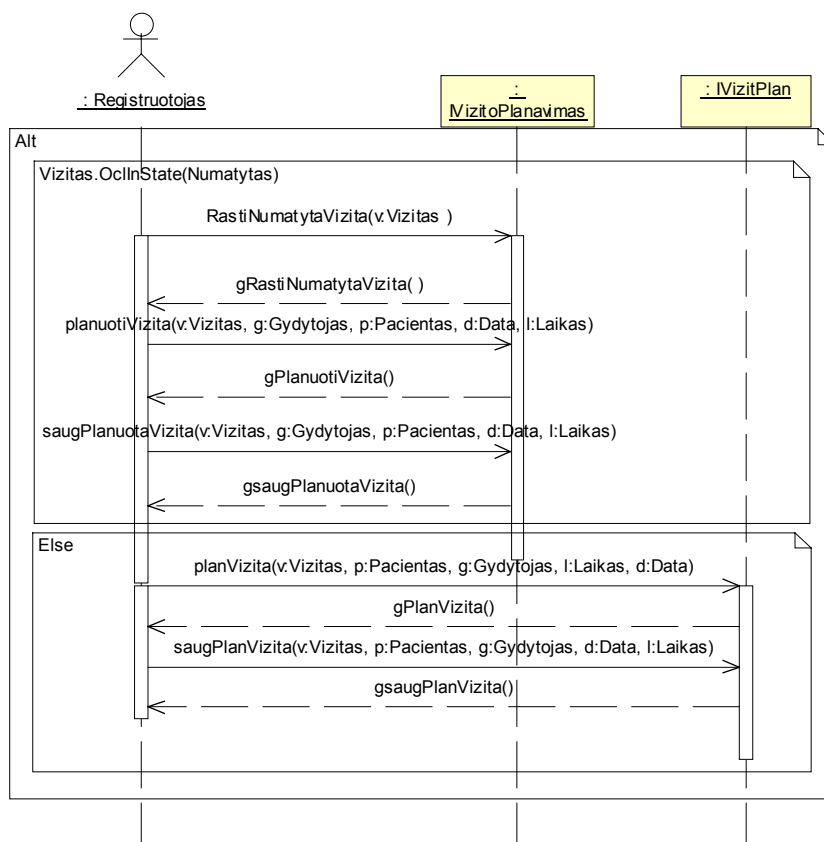 : Registruotojas
:
IVizitoPlanavimas
: IVizitPlan
Alt
Vizitas.OclInState(Numatytas)
RastiNumatytaVizita(v:Vizitas )
gRastiNumatytaVizita( )
planuotiVizita(v:Vizitas, g:Gydytojas, p:Pacientas, d:Data, l:Laikas)
gPlanuotiVizita()
saugPlanuotaVizita(v:Vizitas, g:Gydytojas, p:Pacientas, d:Data, l:Laikas)
gsaugPlanuotaVizita()
Else
planVizita(v:Vizitas, p:Pacientas, g:Gydytojas, l:Laikas, d:Data)
gPlanVizita()
saugPlanVizita(v:Vizitas, p:Pacientas, g:Gydytojas, d:Data, l:Laikas)
gsaugPlanVizita()